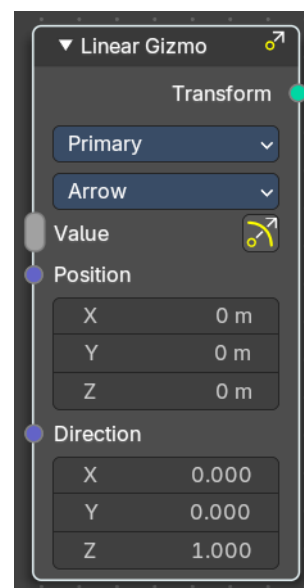 Linear Gizmo
Transform
Primary
Arrow
Value
Position
X 0 m
Y 0 m
Z 0 m
Direction
X 0.000
Y 0.000
Z 1.000